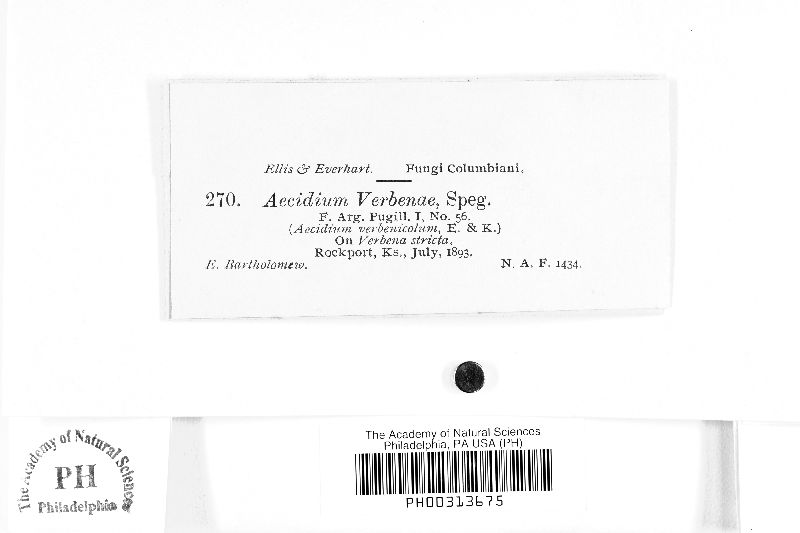 Ellis & Everhart. Fungi Columbiani.
270. Aecidium Verbenae, Speg.
F. Arg. Pugill. I, No. 56.
(Aecidium verbenicolum, E. & K.)
On Verbena stricta.
Rockport, Ks., July, 1893.
E. Bartholomew. N. A. F. 1434.
The Academy of Natural Sciences
Philadelphia, PA USA (PH)
PH00313675
The Academy of Natural Sciences
PH
Philadelphia